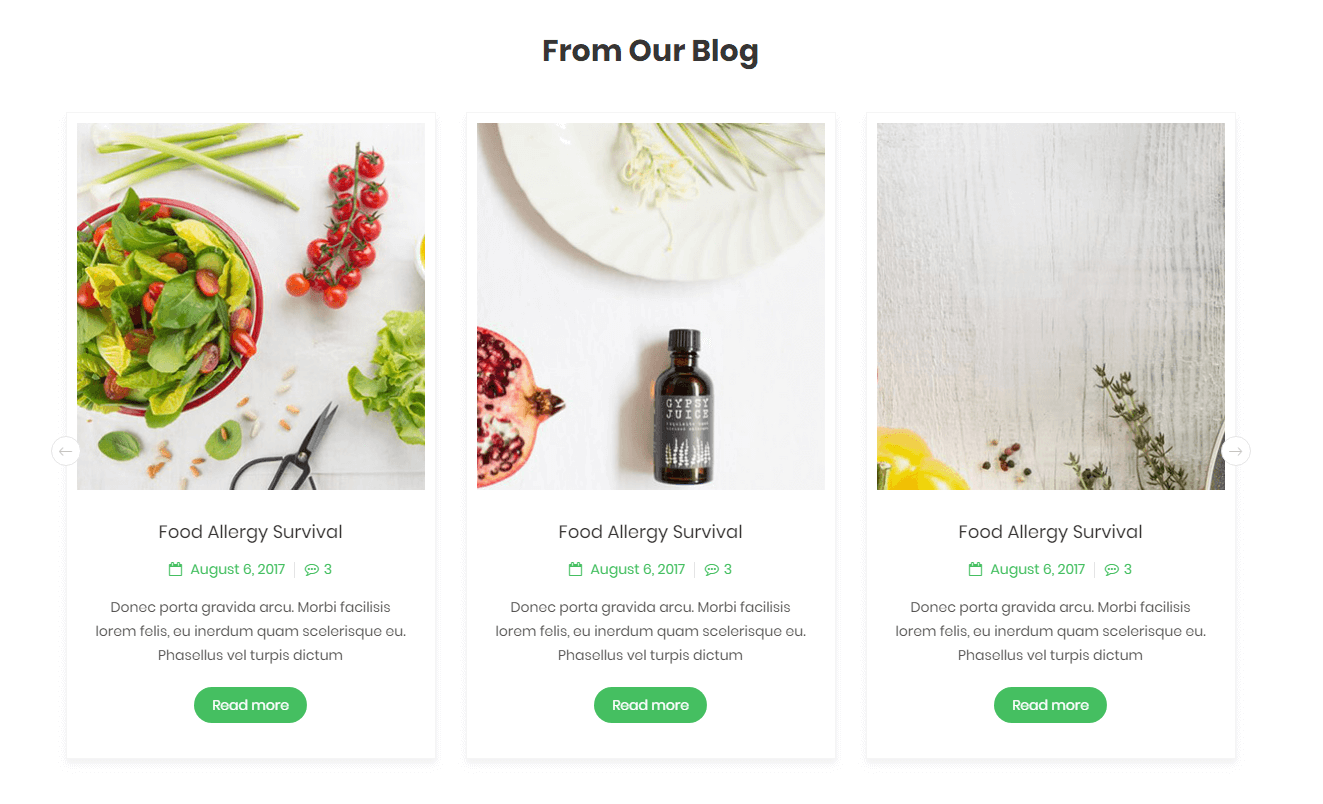 From Our Blog
GYPSY
JUICE
Food Allergy Survival
August 6, 2017 3
Donec porta gravida arcu. Morbi facilisis
lorem felis, eu inerdum quam scelerisque eu.
Phasellus vel turpis dictum
Read more
Food Allergy Survival
August 6, 2017 3
Donec porta gravida arcu. Morbi facilisis
lorem felis, eu inerdum quam scelerisque eu.
Phasellus vel turpis dictum
Read more
Food Allergy Survival
August 6, 2017 3
Donec porta gravida arcu. Morbi facilisis
lorem felis, eu inerdum quam scelerisque eu.
Phasellus vel turpis dictum
Read more